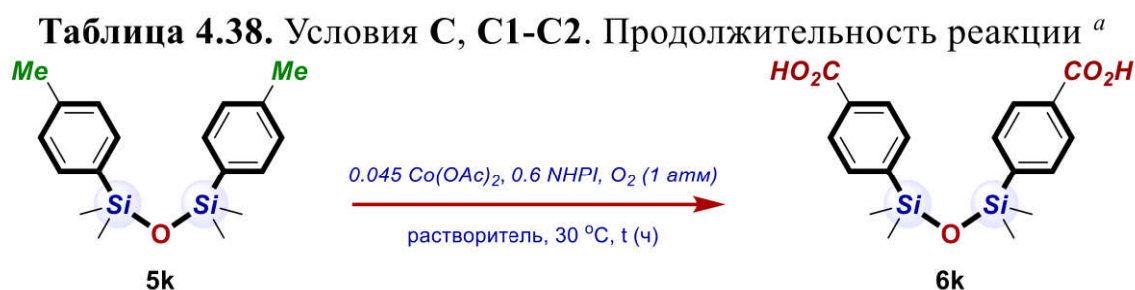 Таблица 4.38. Условия C, C1-C2. Продолжительность реакции ᵃ
Me Me
HO₂C CO₂H
0.045 Co(OAc)₂, 0.6 NHPI, O₂ (1 атм)
Si Si
Si Si
O
растворитель, 30 ºC, t (ч)
O
5k
6k